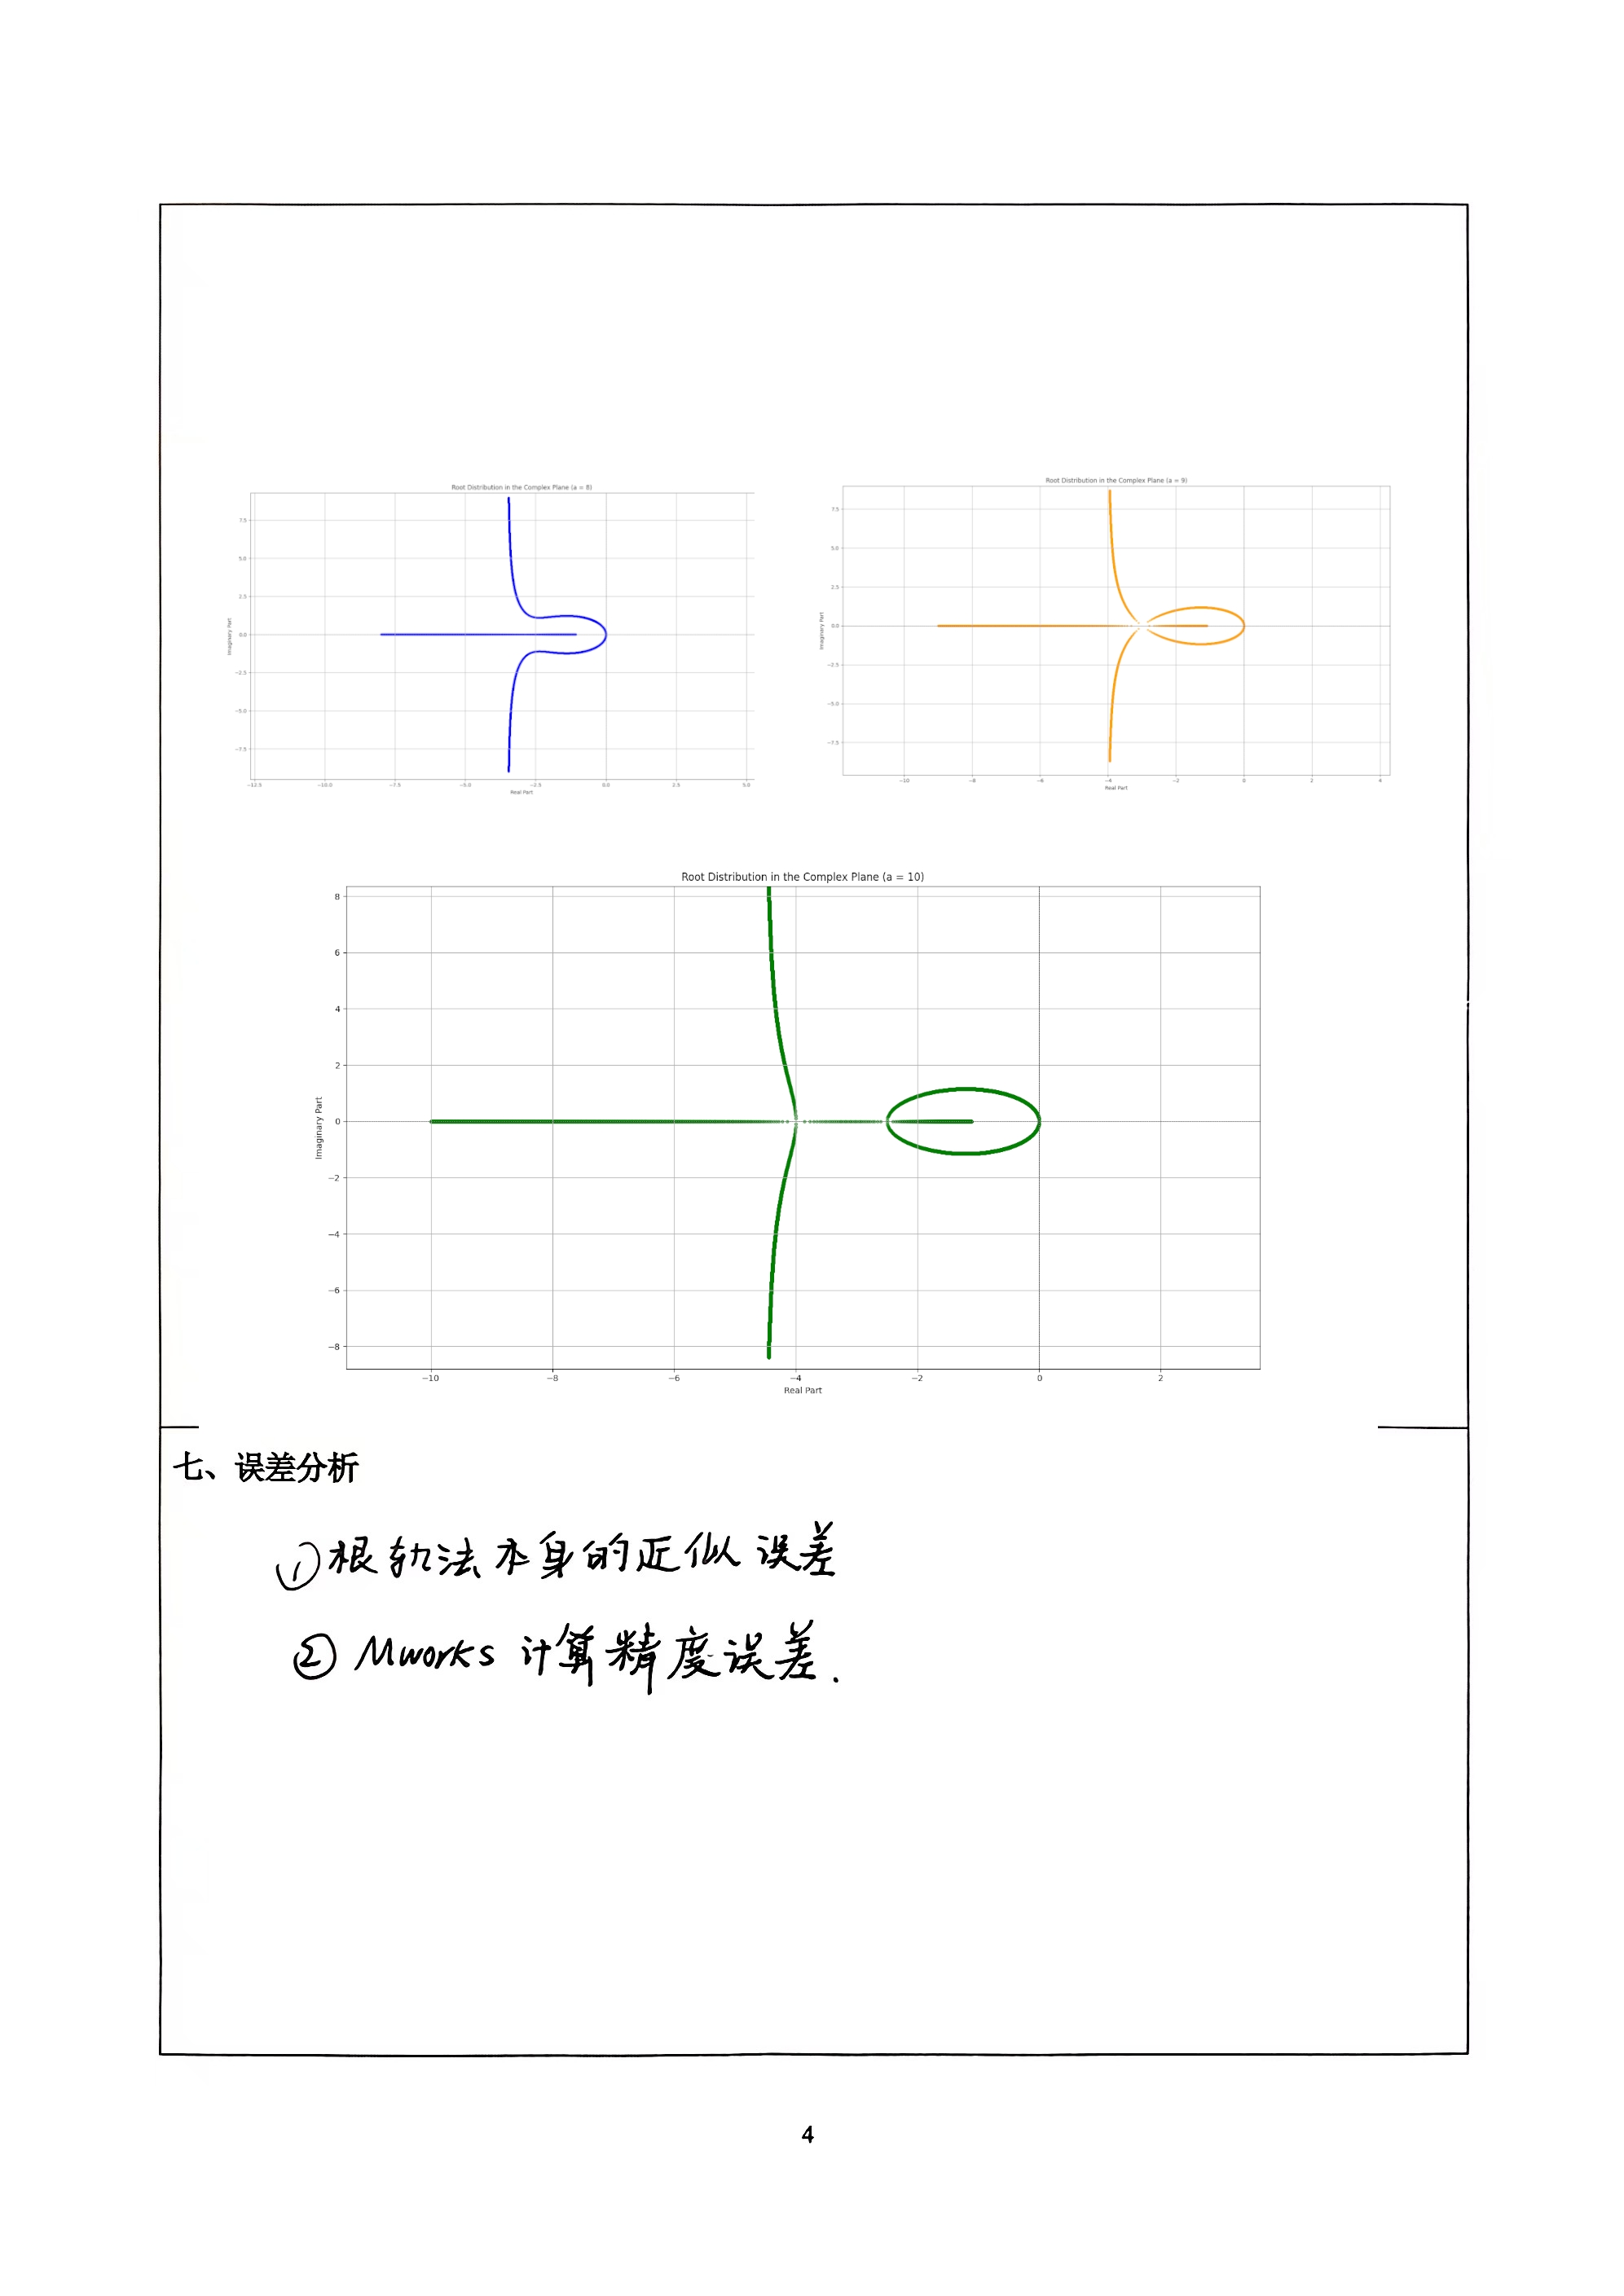 Root Distribution in the Complex Plane (a = 8)
7.5
5.0
2.5
0.0
−2.5
−5.0
−7.5
Imaginary Part
−12.5 −10.0 −7.5 −5.0 −2.5 0.0 2.5 5.0
Real Part
Root Distribution in the Complex Plane (a = 9)
7.5
5.0
2.5
0.0
−2.5
−5.0
−7.5
Imaginary Part
−10 −8 −6 −4 −2 0 2 4
Real Part
Root Distribution in the Complex Plane (a = 10)
8
6
4
2
0
−2
−4
−6
−8
Imaginary Part
−10 −8 −6 −4 −2 0 2
Real Part
七、误差分析
①根轨法本身的近似误差
②Mworks 计算精度误差.
4